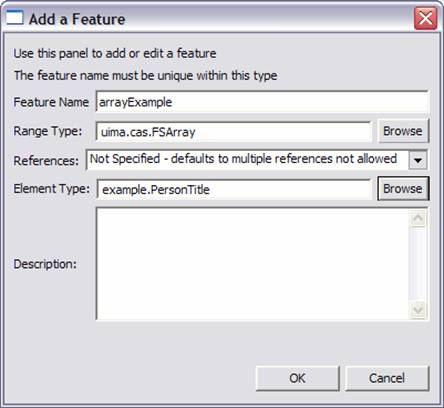 Add a Feature
Use this panel to add or edit a feature
The feature name must be unique within this type
Feature Name arrayExample
Range Type: uima.cas.FSArray Browse
References: Not Specified - defaults to multiple references not allowed
Element Type: example.PersonTitle Browse
Description:
OK Cancel